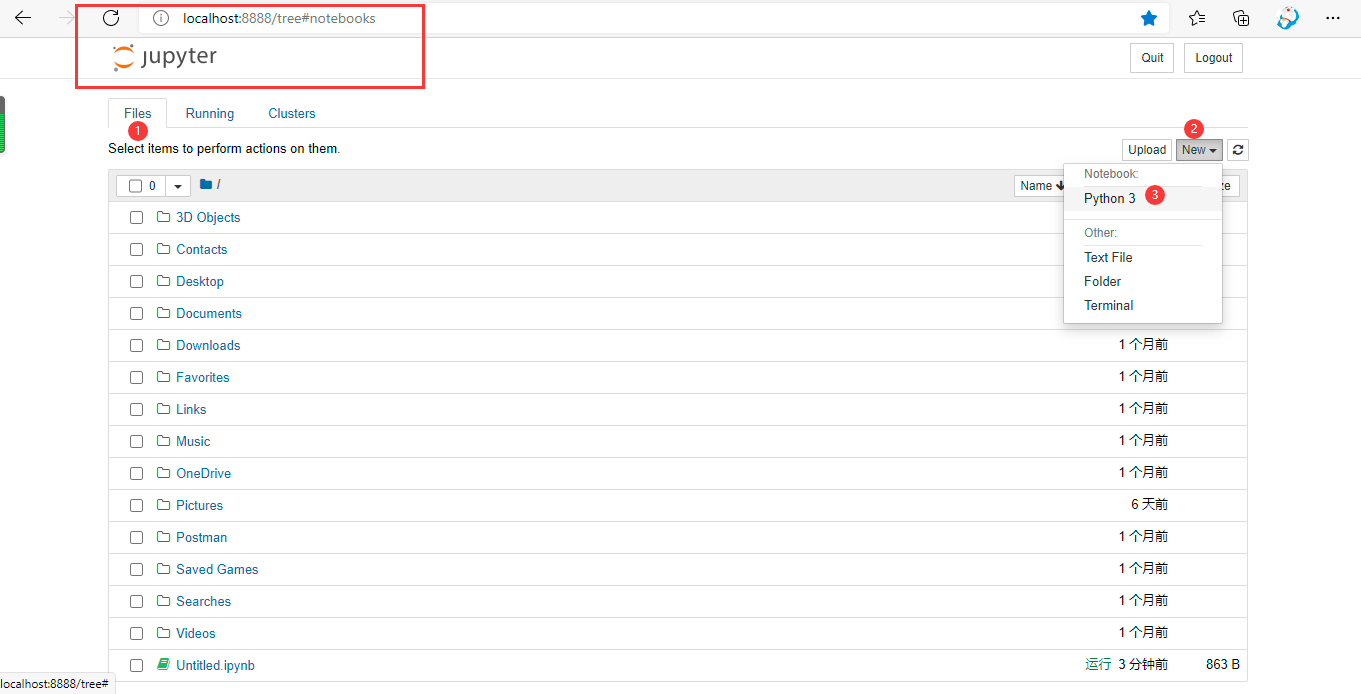 localhost:8888/tree#notebooks
jupyter
Quit Logout
Files Running Clusters
1
2
Select items to perform actions on them.
Upload New
0 / Name ze
Notebook:
Python 3 3
Other:
Text File
Folder
Terminal
3D Objects
Contacts
Desktop
Documents
Downloads 1 个月前
Favorites 1 个月前
Links 1 个月前
Music 1 个月前
OneDrive 1 个月前
Pictures 6 天前
Postman 1 个月前
Saved Games 1 个月前
Searches 1 个月前
Videos 1 个月前
Untitled.ipynb 运行 3 分钟前 863 B
localhost:8888/tree#